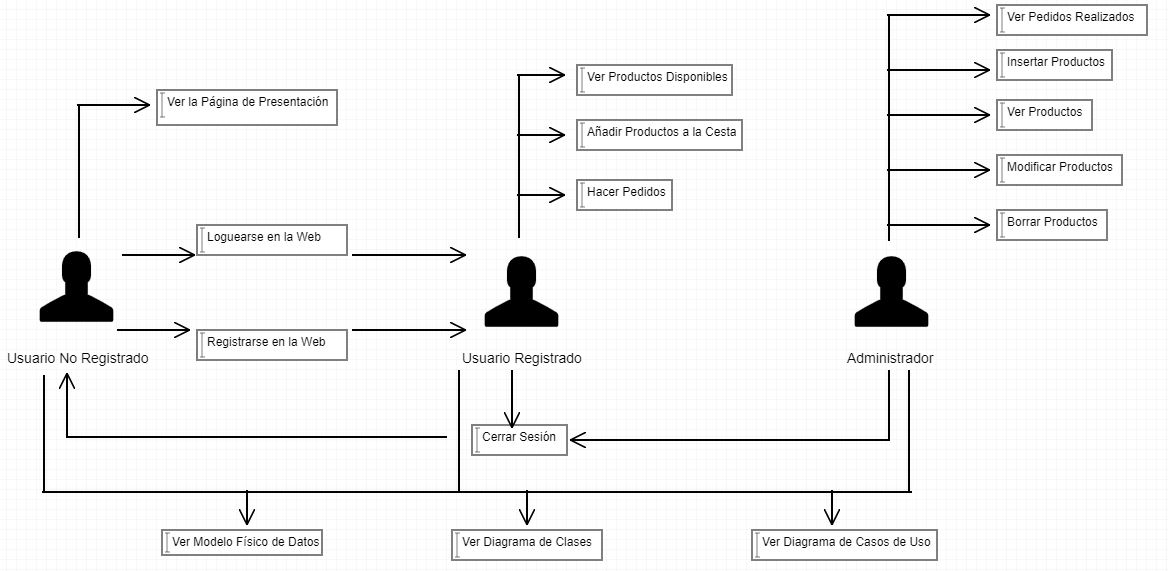 Ver Pedidos Realizados
Insertar Productos
Ver Productos Disponibles
Ver la Página de Presentación
Ver Productos
Añadir Productos a la Cesta
Modificar Productos
Hacer Pedidos
Borrar Productos
Loguearse en la Web
Registrarse en la Web
Usuario No Registrado
Usuario Registrado
Administrador
Cerrar Sesión
Ver Modelo Físico de Datos
Ver Diagrama de Clases
Ver Diagrama de Casos de Uso